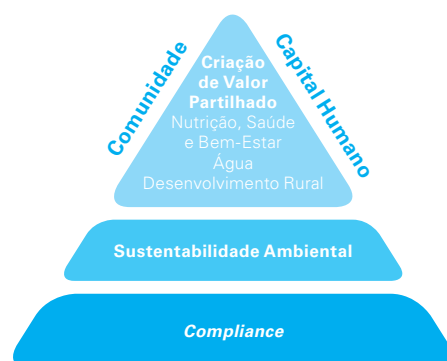 Comunidade
Capital Humano
Criação
de Valor
Partilhado
Nutrição, Saúde
e Bem-Estar
Água
Desenvolvimento Rural
Sustentabilidade Ambiental
Compliance